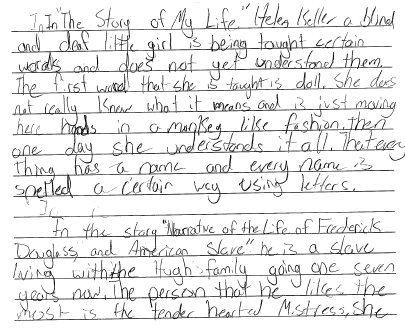 In In "The Story of My Life" Helen Keller a blind
and deaf little girl is being taught certain
words and does not yet understand them.
The first word that she is taught is doll. She does
not really know what it means and is just moving
here hands in a monkey like fashion, then
one day she understands it all. That every
thing has a name and every name is
spelled a certain way using letters.
I
In the story "Narrative of the Life of Frederick
Douglass, and American Slave" he is a slave
living with the Hugh family going one seven
years now. The person that he likes the
most is the tender hearted Mistress, She